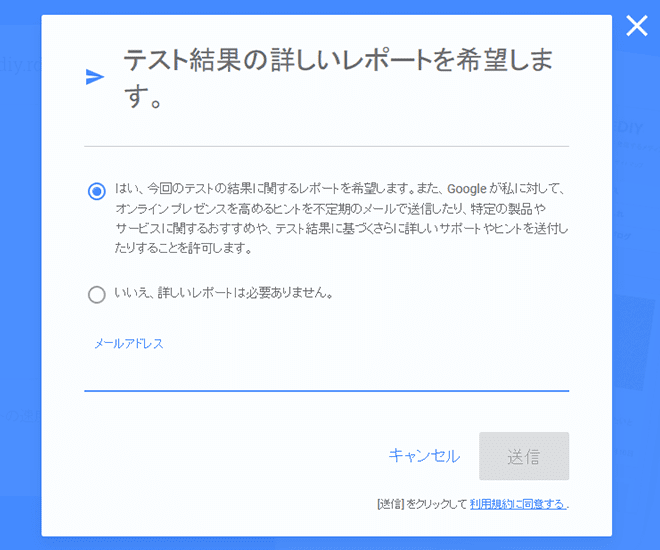 テスト結果の詳しいレポートを希望しま
す。
はい、今回のテストの結果に関するレポートを希望します。また、Google が私に対して、
オンライン プレゼンスを高めるヒントを不定期のメールで送信したり、特定の製品や
サービスに関するおすすめや、テスト結果に基づくさらに詳しいサポートやヒントを送付し
たりすることを許可します。
いいえ、詳しいレポートは必要ありません。
メールアドレス
キャンセル
送信
[送信] をクリックして 利用規約に同意する.